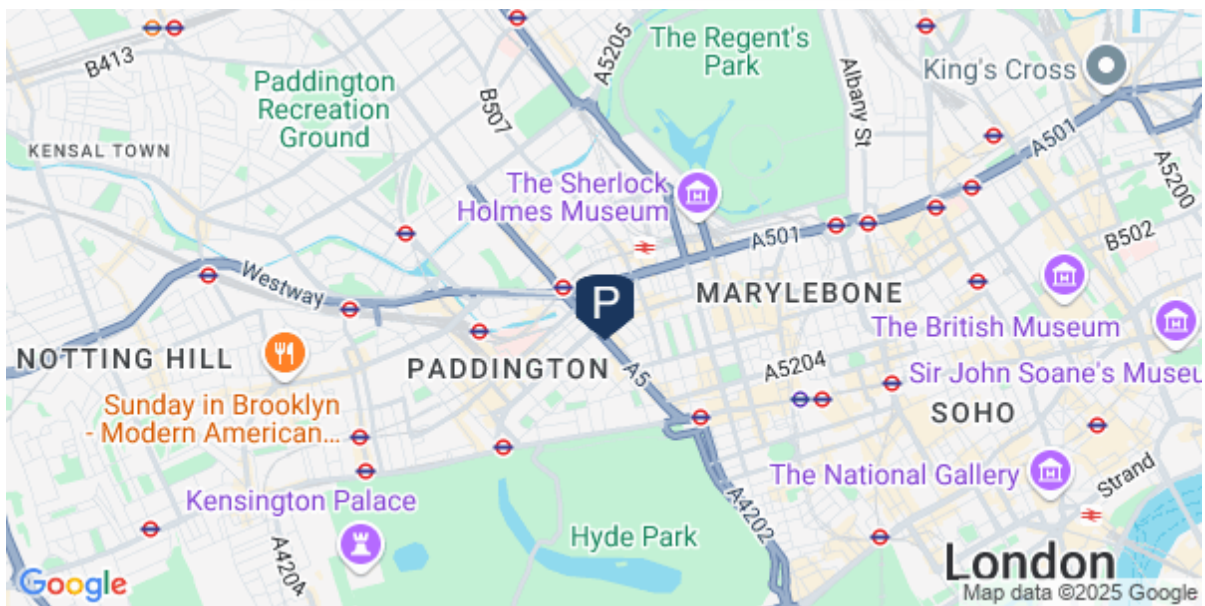 B413
A5205
The Regent's
Park
King's Cross
Paddington
Recreation
Ground
B507
Albany St
A501
KENSAL TOWN
A5200
The Sherlock
Holmes Museum
A501
B502
Westway
P
MARYLEBONE
The British Museum
NOTTING HILL
PADDINGTON
A5
A5204
Sir John Soane's Museu
Sunday in Brooklyn
- Modern American...
SOHO
The National Gallery
Strand
Kensington Palace
A4202
Hyde Park
A4204
London
Google
Map data ©2025 Google